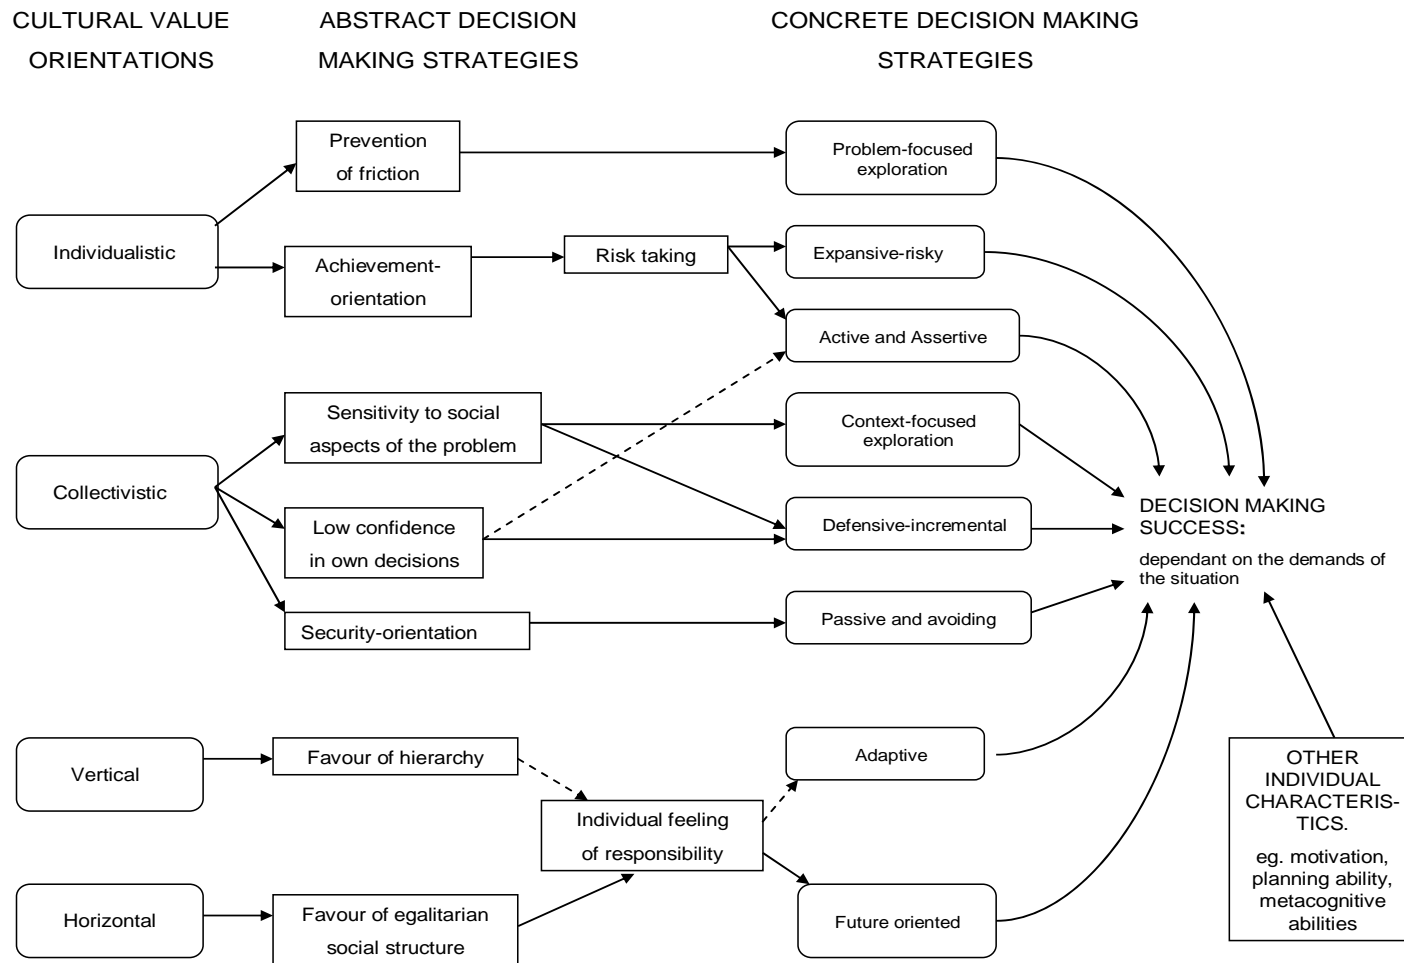 CULTURAL VALUE
ORIENTATIONS
ABSTRACT DECISION
MAKING STRATEGIES
CONCRETE DECISION MAKING
STRATEGIES
Prevention
of friction
Problem-focused
exploration
Individualistic
Achievement-
orientation
Risk taking
Expansive-risky
Active and Assertive
Sensitivity to social
aspects of the problem
Context-focused
exploration
Collectivistic
Low confidence
in own decisions
Defensive-incremental
DECISION MAKING
SUCCESS:
dependant on the demands of
the situation
Security-orientation
Passive and avoiding
Vertical
Favour of hierarchy
Adaptive
Individual feeling
of responsibility
OTHER
INDIVIDUAL
CHARACTERIS-
TICS.
eg. motivation,
planning ability,
metacognitive
abilities
Horizontal
Favour of egalitarian
social structure
Future oriented